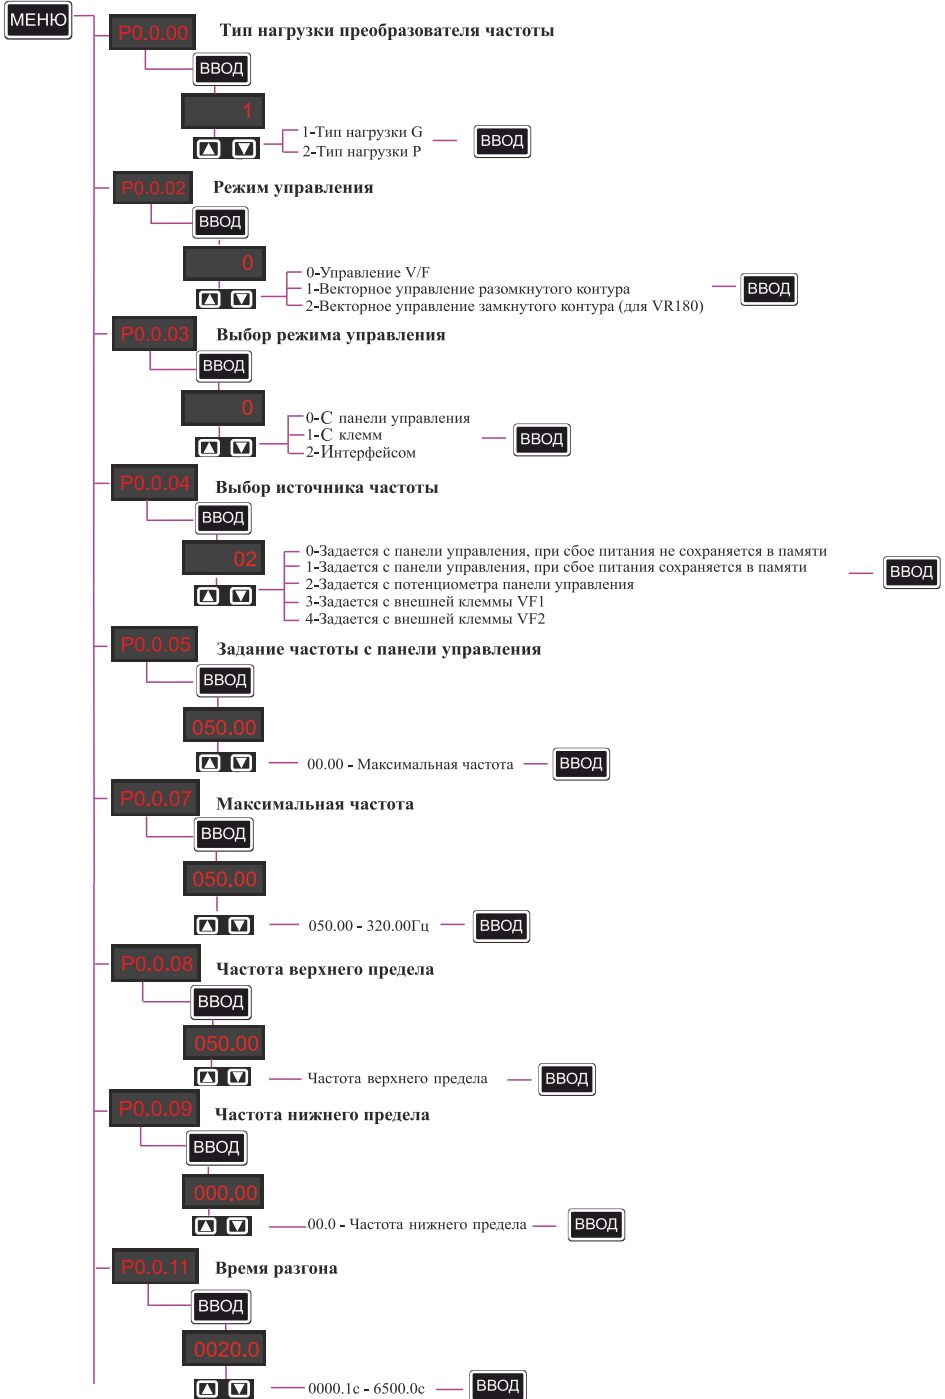 МЕНЮ
P0.0.00 Тип нагрузки преобразователя частоты
ВВОД
1
1-Тип нагрузки G
2-Тип нагрузки P
ВВОД
P0.0.02 Режим управления
ВВОД
0
0-Управление V/F
1-Векторное управление разомкнутого контура
2-Векторное управление замкнутого контура (для VR180)
ВВОД
P0.0.03 Выбор режима управления
ВВОД
0
0-С панели управления
1-С клемм
2-Интерфейсом
ВВОД
P0.0.04 Выбор источника частоты
ВВОД
02
0-Задается с панели управления, при сбое питания не сохраняется в памяти
1-Задается с панели управления, при сбое питания сохраняется в памяти
2-Задается с потенциометра панели управления
3-Задается с внешней клеммы VF1
4-Задается с внешней клеммы VF2
ВВОД
P0.0.05 Задание частоты с панели управления
ВВОД
050.00
00.00 - Максимальная частота ВВОД
P0.0.07 Максимальная частота
ВВОД
050.00
050.00 - 320.00Гц ВВОД
P0.0.08 Частота верхнего предела
ВВОД
050.00
Частота верхнего предела ВВОД
P0.0.09 Частота нижнего предела
ВВОД
000.00
00.0 - Частота нижнего предела ВВОД
P0.0.11 Время разгона
ВВОД
0020.0
0000.1с - 6500.0с ВВОД